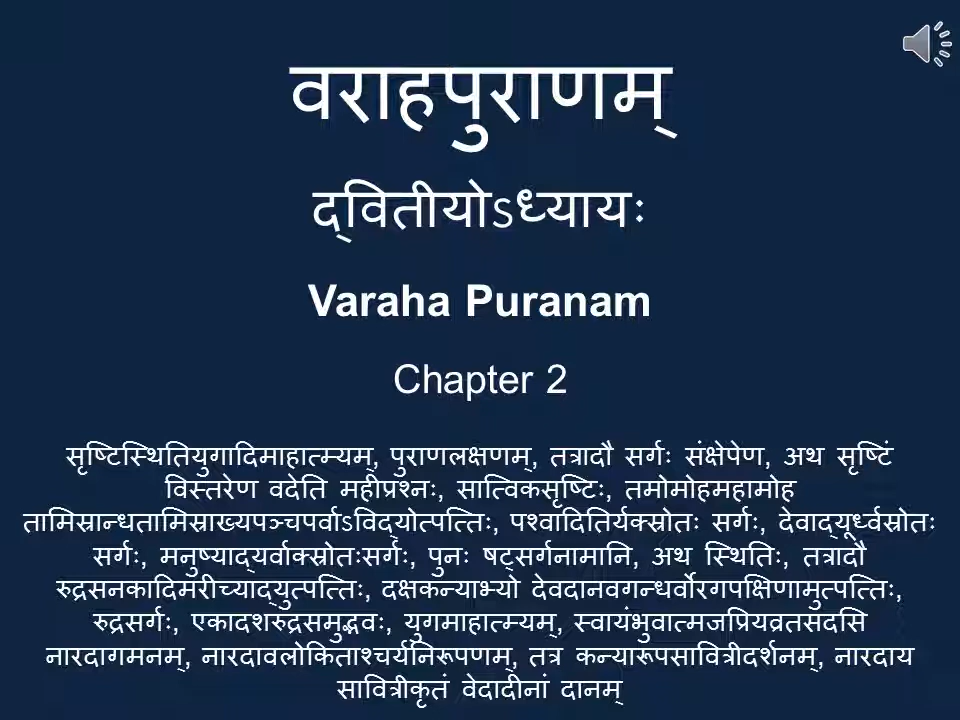 वराहपुराणम्
द्वितीयोऽध्यायः
Varaha Puranam
Chapter 2
सृष्टिस्थितियुगादिमाहात्म्यम्, पुराणलक्षणम्, तत्रादौ सर्गः संक्षेपेण, अथ सृष्टिं
विस्तरेण वदेति महीप्रश्नः, सात्विकसृष्टिः, तमोमोहमहामोह
तामिस्रान्धतामिस्राख्यपञ्चपर्वाऽविद्योत्पत्तिः, पश्वादितिर्यक्स्रोतः सर्गः, देवाद्यूर्ध्वस्रोतः
सर्गः, मनुष्याद्यर्वाक्स्रोतःसर्गः, पुनः षट्सर्गनामानि, अथ स्थितिः, तत्रादौ
रुद्रसनकादिमरीच्याद्युत्पत्तिः, दक्षकन्याभ्यो देवदानवगन्धर्वोरगपक्षिणामुत्पत्तिः,
रुद्रसर्गः, एकादशरुद्रसमुद्भवः, युगमाहात्म्यम्, स्वायंभुवात्मजप्रियव्रतसदसि
नारदागमनम्, नारदावलोकिताश्चर्यनिरूपणम्, तत्र कन्यारूपसावित्रीदर्शनम्, नारदाय
सावित्रीकृतं वेदादीनां दानम्